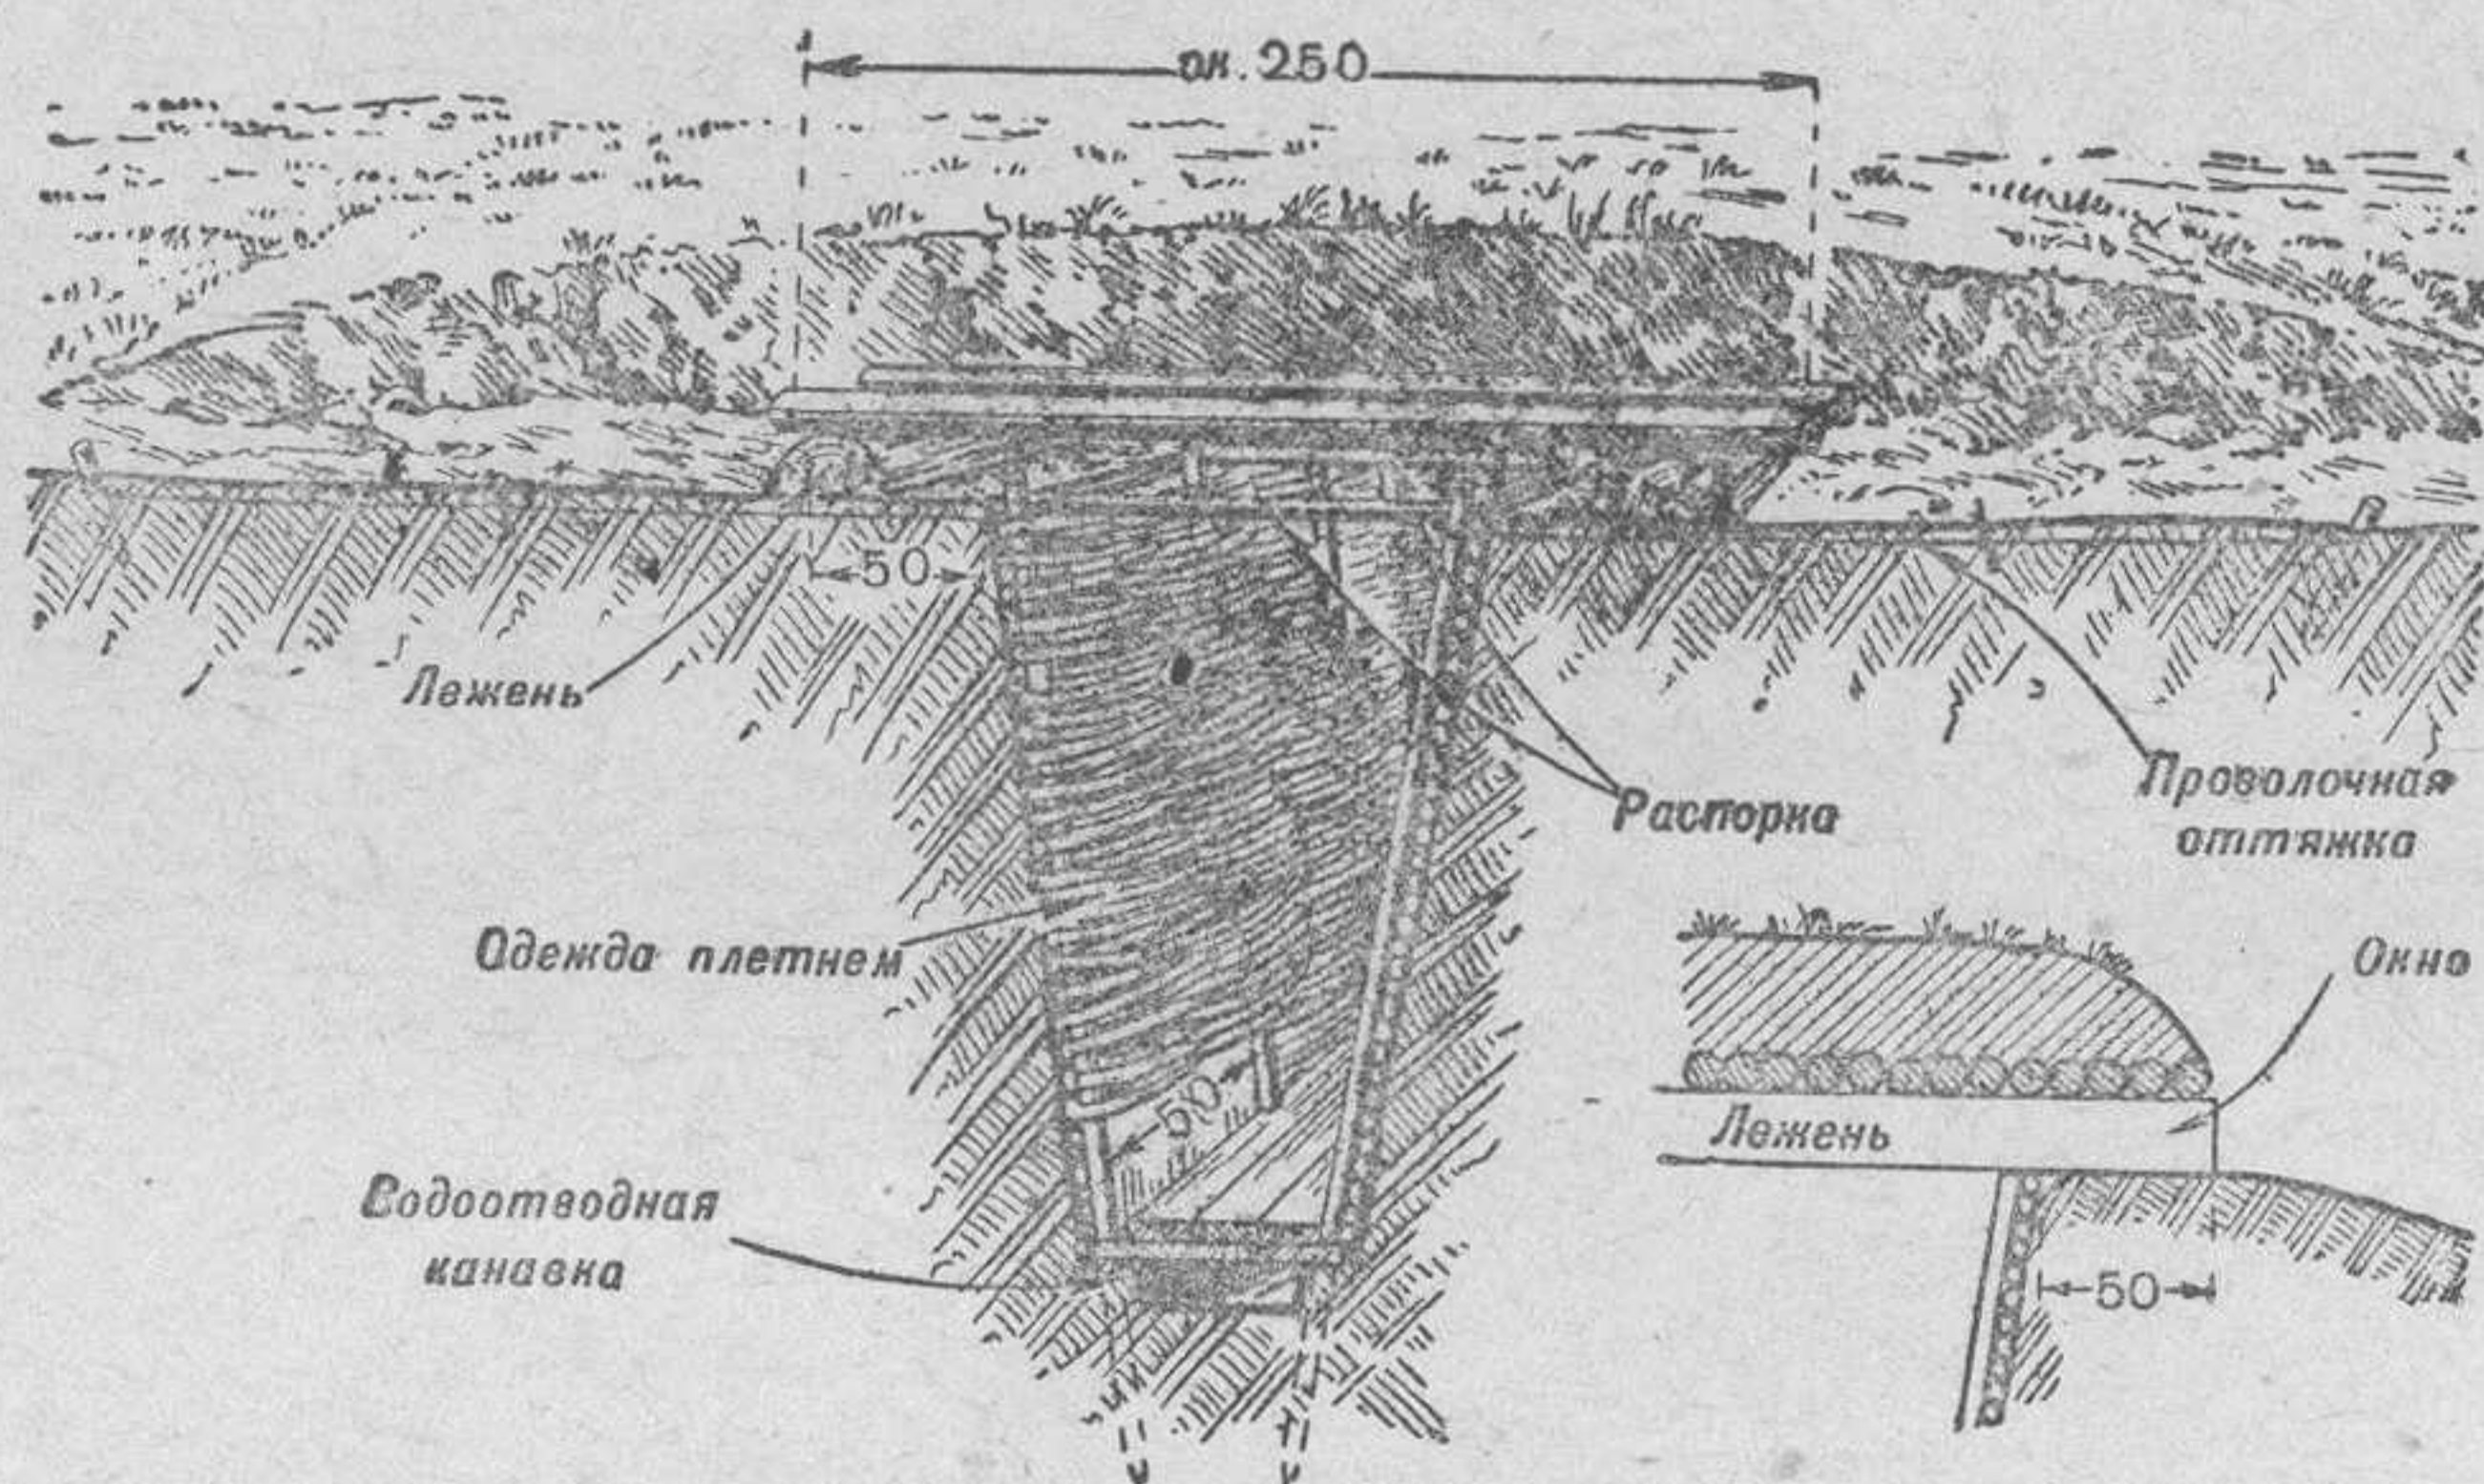 ок. 250
50
Лежень
Распорка
Проволочная
оттяжка
Одежда плетнем
Окно
50
Лежень
Водоотводная
канавка
50